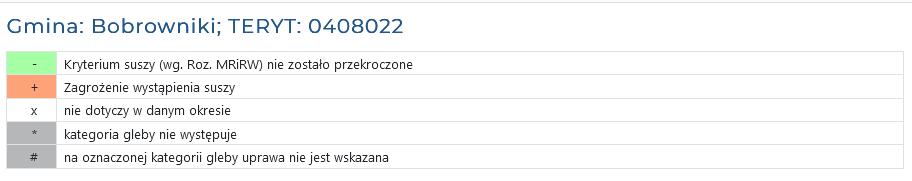 Gmina: Bobrowniki; TERYT: 0408022
- Kryterium suszy (wg. Roz. MRiRW) nie zostało przekroczone
+ Zagrożenie wystąpienia suszy
x nie dotyczy w danym okresie
* kategoria gleby nie występuje
# na oznaczonej kategorii gleby uprawa nie jest wskazana